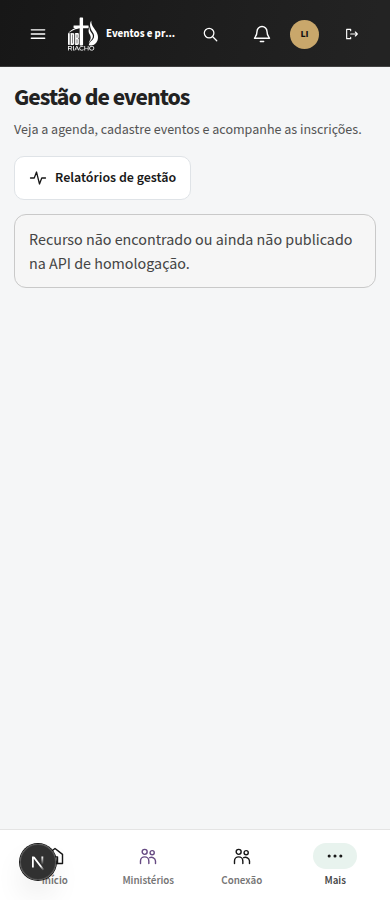 RIACHO
Eventos e pr...
LI
Gestão de eventos
Veja a agenda, cadastre eventos e acompanhe as inscrições.
Relatórios de gestão
Recurso não encontrado ou ainda não publicado
na API de homologação.
N
Início
Ministérios
Conexão
Mais